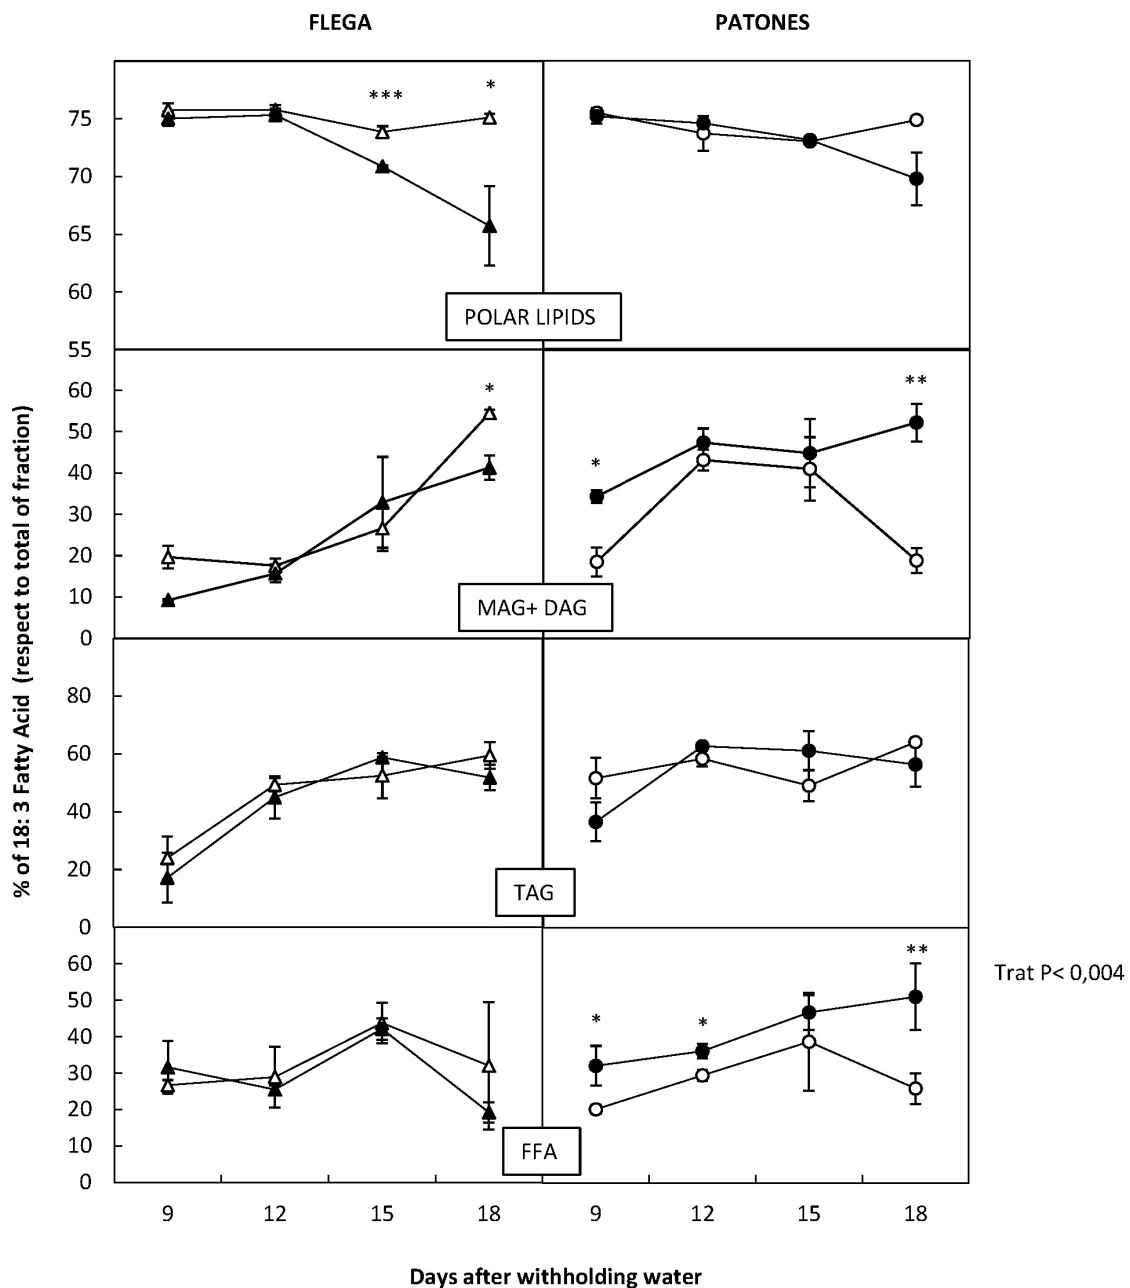 FLEGA PATONES
*** *
75
70
65
60
POLAR LIPIDS
55
60 * **
50 *
40
30
20
10 MAG+ DAG
0
80
60
40
20
TAG
0
60 **
50 * *
40
30
20
10 FFA
0
Trat P< 0,004
9 12 15 18 9 12 15 18
Days after withholding water
% of 18: 3 Fatty Acid (respect to total of fraction)